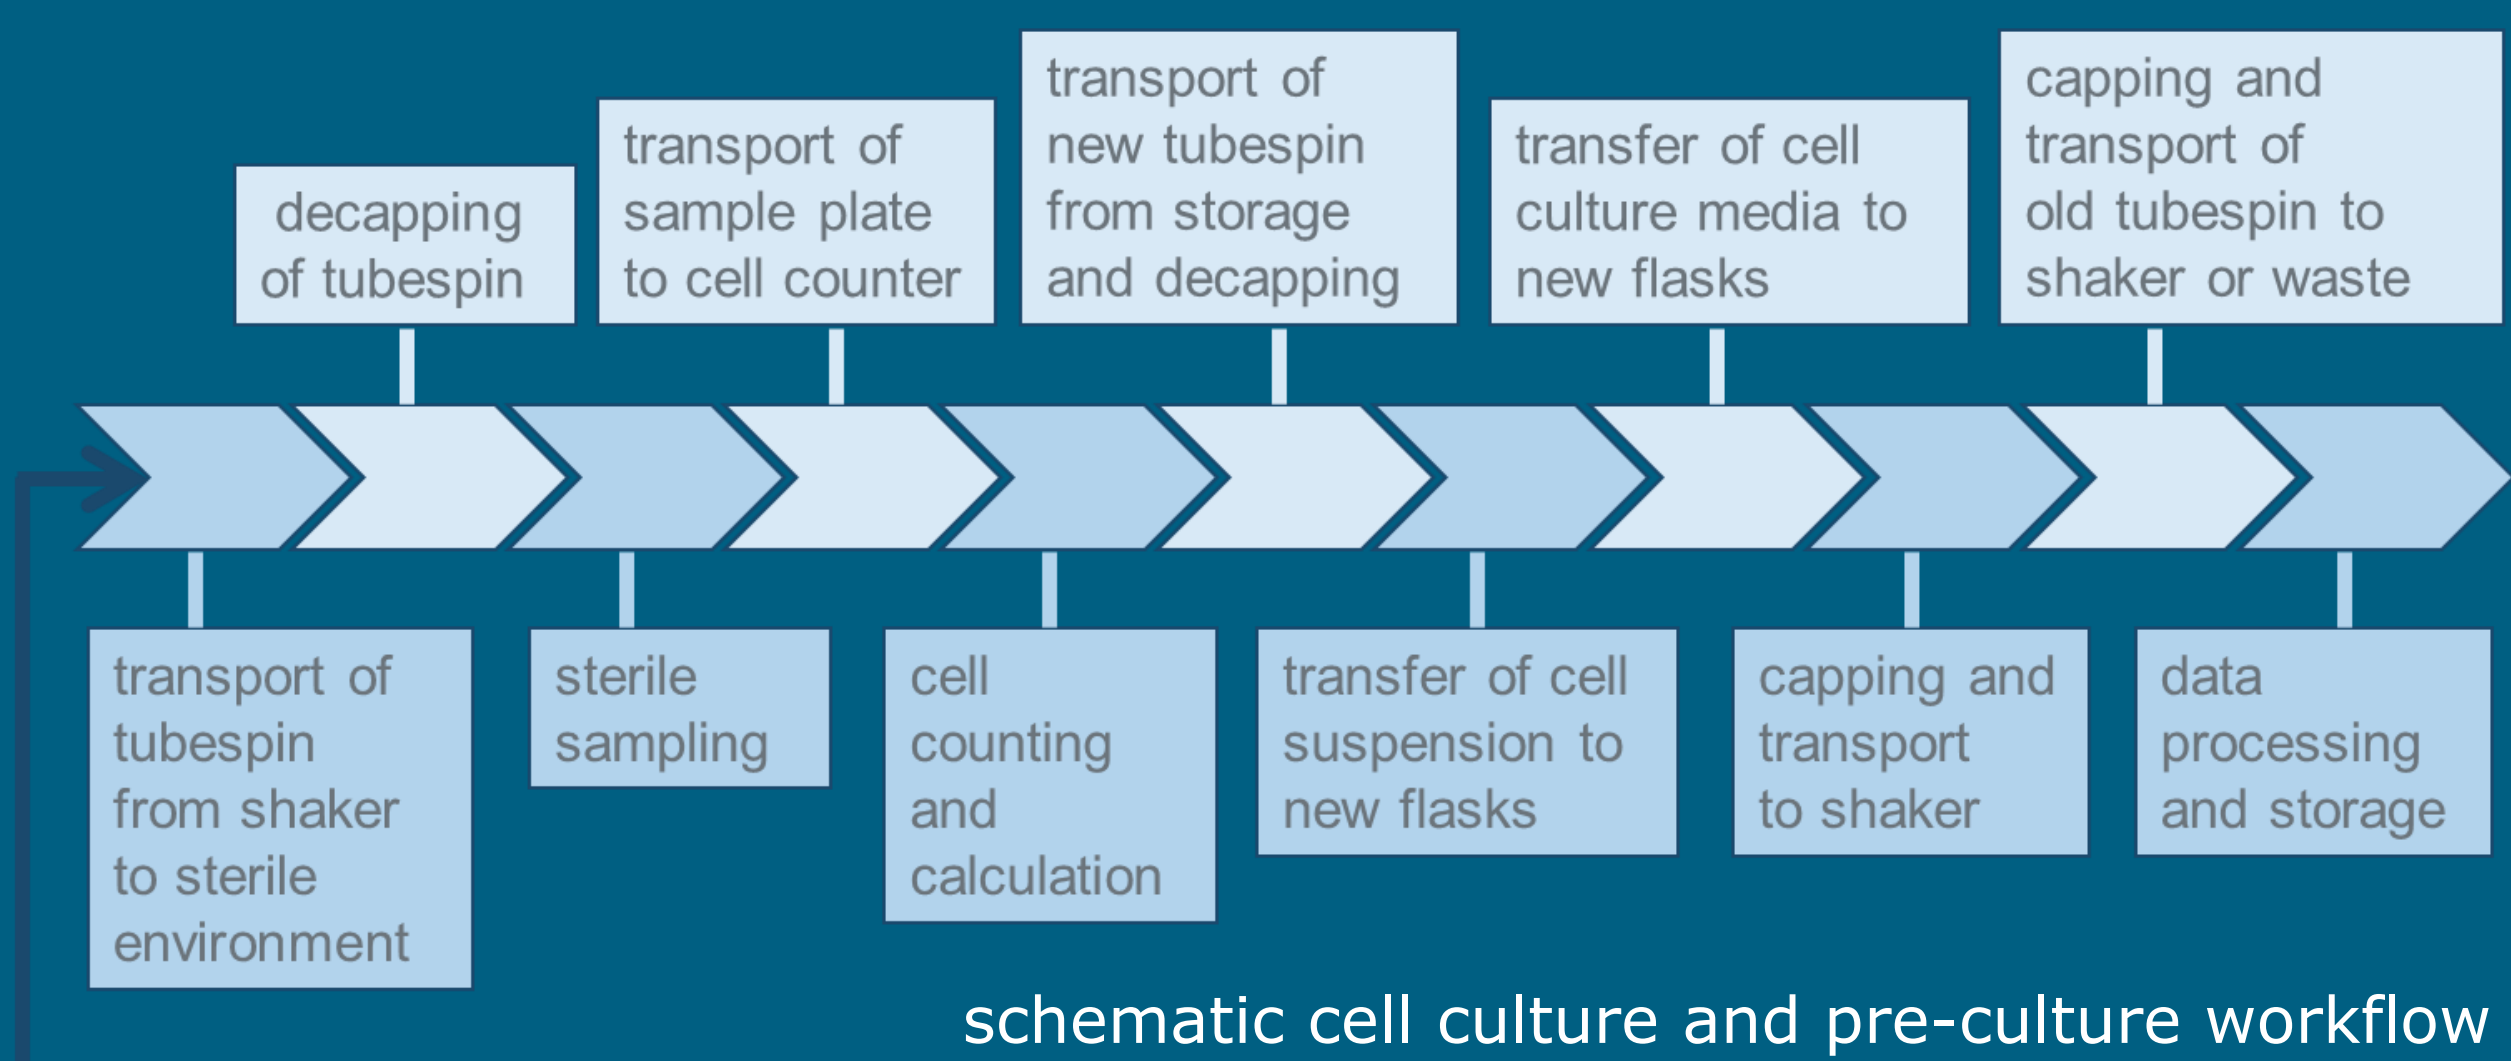 transport of
tubespin
from shaker
to sterile
environment
decapping
of tubespin
sterile
sampling
transport of
sample plate
to cell counter
cell
counting
and
calculation
transport of
new tubespin
from storage
and decapping
transfer of cell
suspension to
new flasks
transfer of cell
culture media to
new flasks
capping and
transport
to shaker
capping and
transport of
old tubespin to
shaker or waste
data
processing
and storage
schematic cell culture and pre-culture workflow